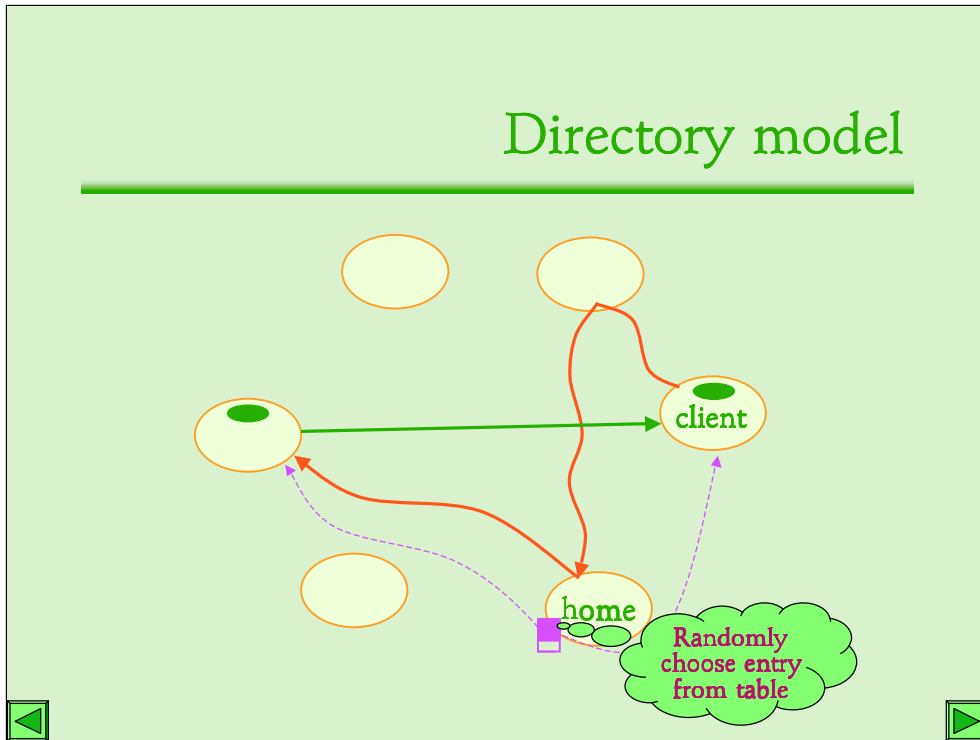 Directory model
client
home
Randomly
choose entry
from table